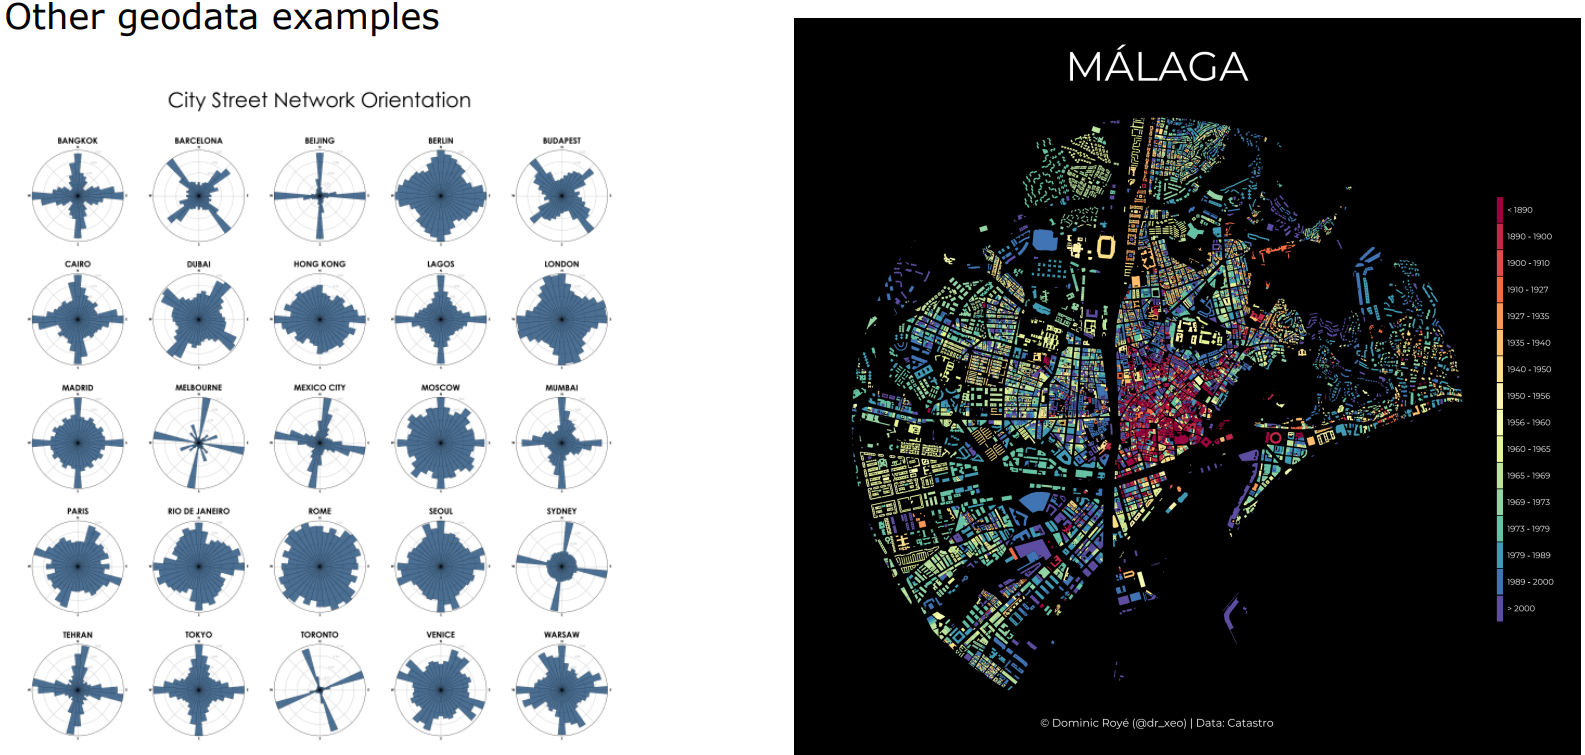 Other geodata examples
City Street Network Orientation
BANGKOK BARCELONA BEIJING BERLIN BUDAPEST
CAIRO DUBAI HONG KONG LAGOS LONDON
MADRID MELBOURNE MEXICO CITY MOSCOW MUMBAI
PARIS RIO DE JANEIRO ROME SEOUL SYDNEY
TEHRAN TOKYO TORONTO VENICE WARSAW
MÁLAGA
< 1890
1890 - 1900
1900 - 1910
1910 - 1927
1927 - 1935
1935 - 1940
1940 - 1950
1950 - 1956
1956 - 1960
1960 - 1965
1965 - 1969
1969 - 1973
1973 - 1979
1979 - 1989
1989 - 2000
> 2000
© Dominic Royé (@dr_xeo) | Data: Catastro